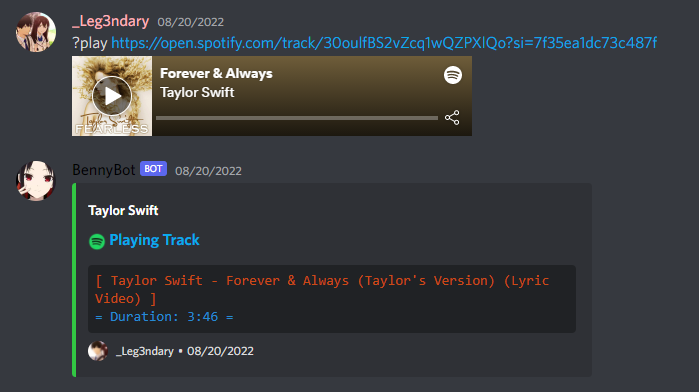 _Leg3ndary 08/20/2022
?play https://open.spotify.com/track/30oulfBS2vZcq1wQZPXlQo?si=7f35ea1dc73c487f
Forever & Always
Taylor Swift
FEARLESS
BennyBot BOT 08/20/2022
Taylor Swift
Playing Track
[ Taylor Swift - Forever & Always (Taylor's Version) (Lyric
Video) ]
= Duration: 3:46 =
_Leg3ndary • 08/20/2022